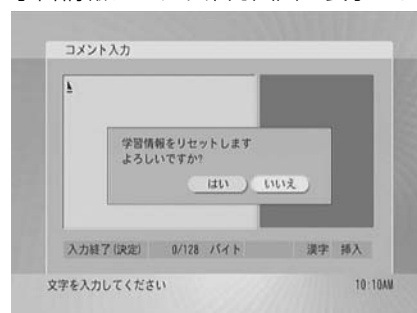 コメント入力
学習情報をリセットします
よろしいですか?
はい いいえ
入力終了(決定) 0/128 バイト 漢字 挿入
文字を入力してください 10:10AM